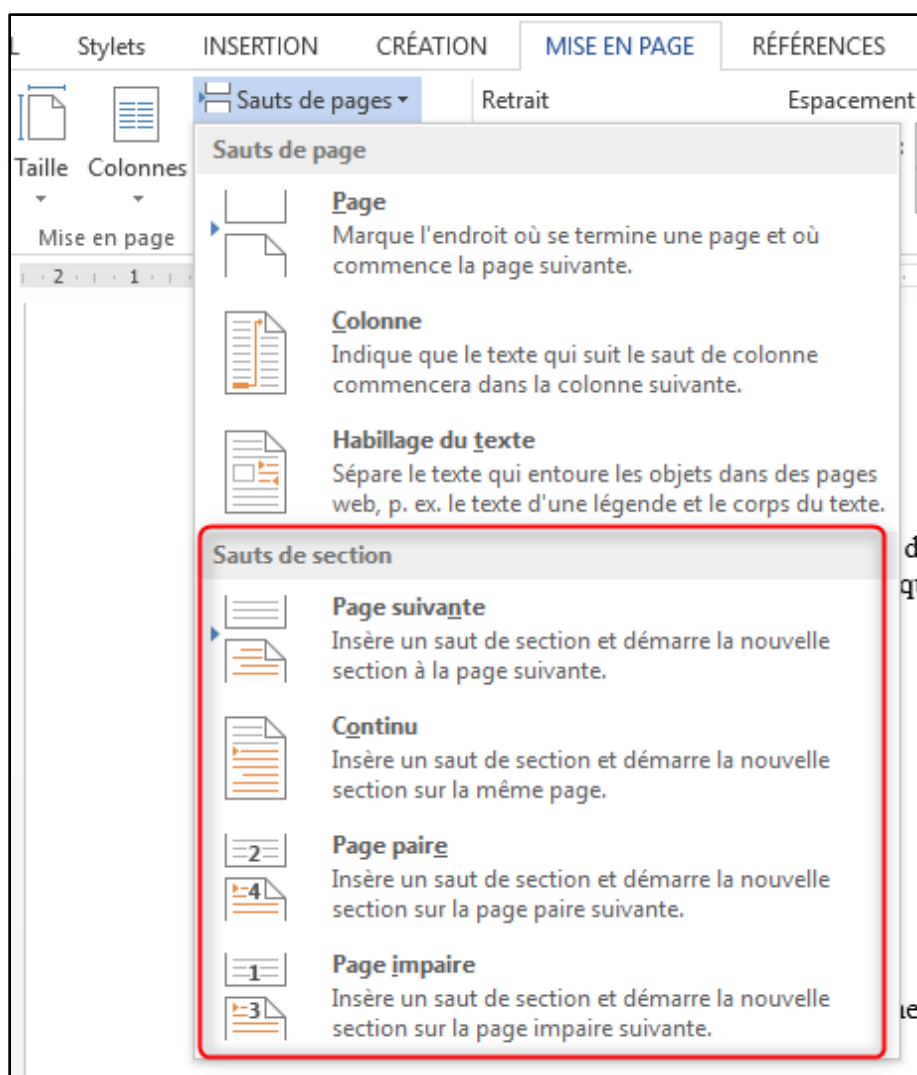 L Stylets INSERTION CRÉATION MISE EN PAGE RÉFÉRENCES
Sauts de pages Retrait Espacement
Taille Colonnes
Mise en page
2 1
Sauts de page
Page
Marque l'endroit où se termine une page et où
commence la page suivante.
Colonne
Indique que le texte qui suit le saut de colonne
commencera dans la colonne suivante.
Habillage du texte
Sépare le texte qui entoure les objets dans des pages
web, p. ex. le texte d'une légende et le corps du texte.
Sauts de section
Page suivante
Insère un saut de section et démarre la nouvelle
section à la page suivante.
Continu
Insère un saut de section et démarre la nouvelle
section sur la même page.
2
4
Page paire
Insère un saut de section et démarre la nouvelle
section sur la page paire suivante.
1
3
Page impaire
Insère un saut de section et démarre la nouvelle
section sur la page impaire suivante.